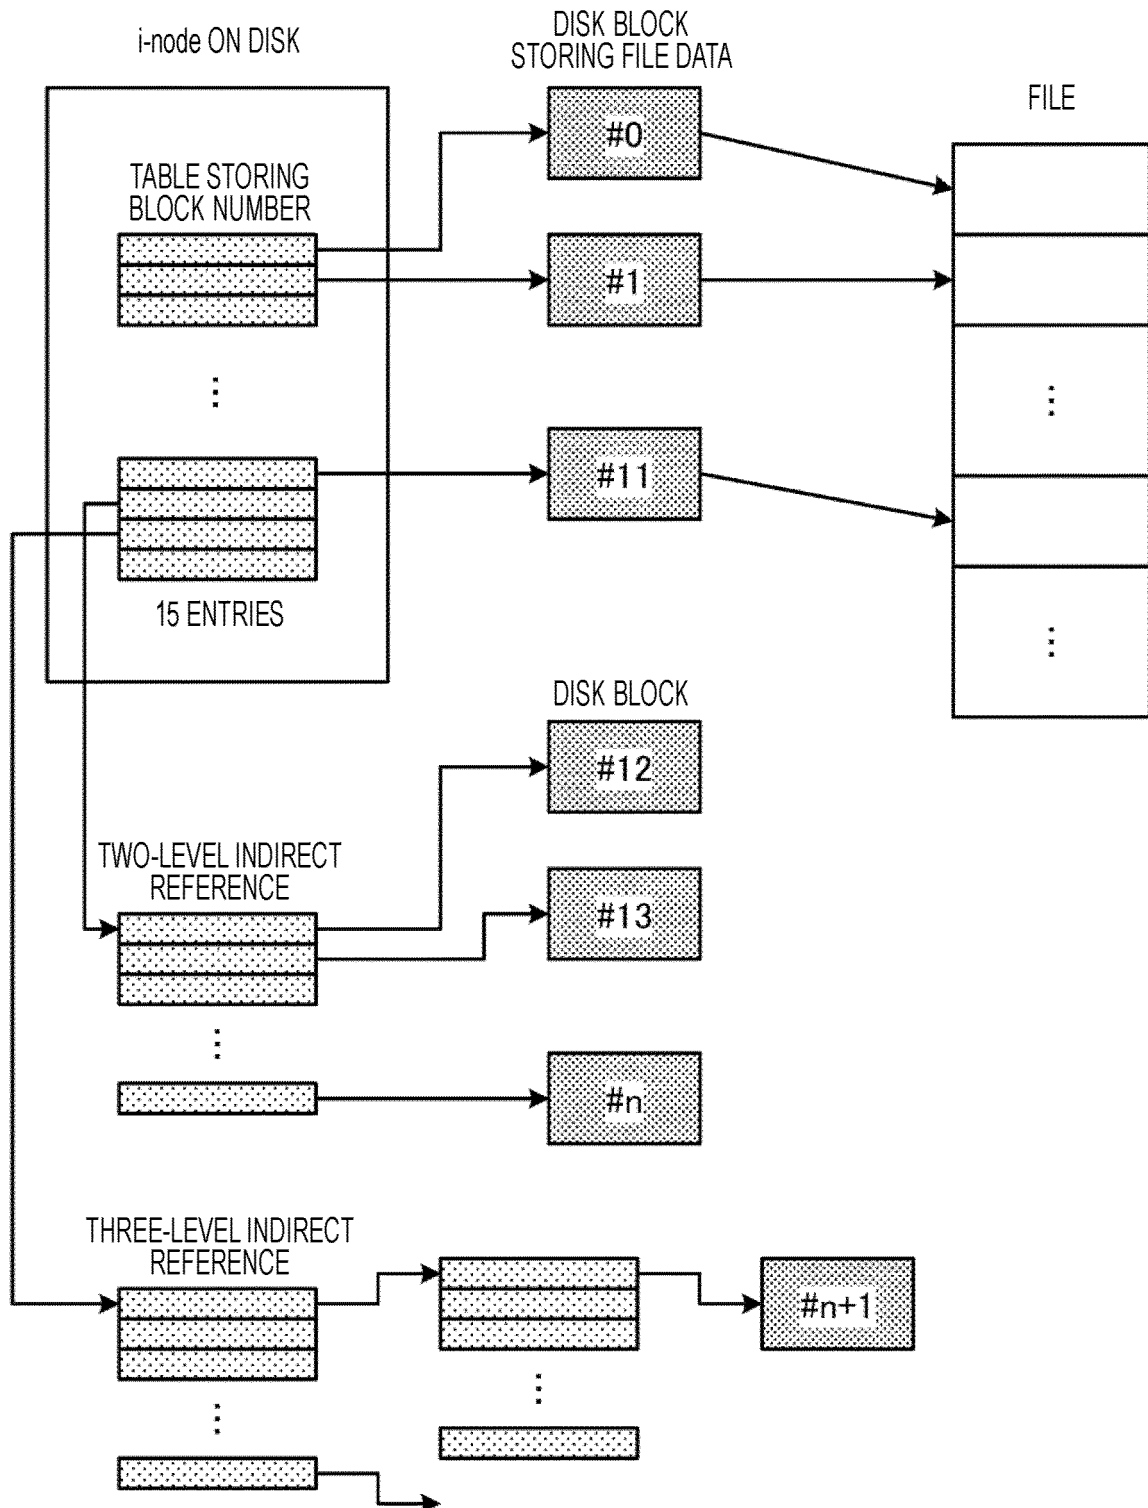 i-node ON DISK
DISK BLOCK
STORING FILE DATA
FILE
TABLE STORING
BLOCK NUMBER
#0
#1
#11
15 ENTRIES
DISK BLOCK
#12
TWO-LEVEL INDIRECT
REFERENCE
#13
#n
THREE-LEVEL INDIRECT
REFERENCE
#n+1